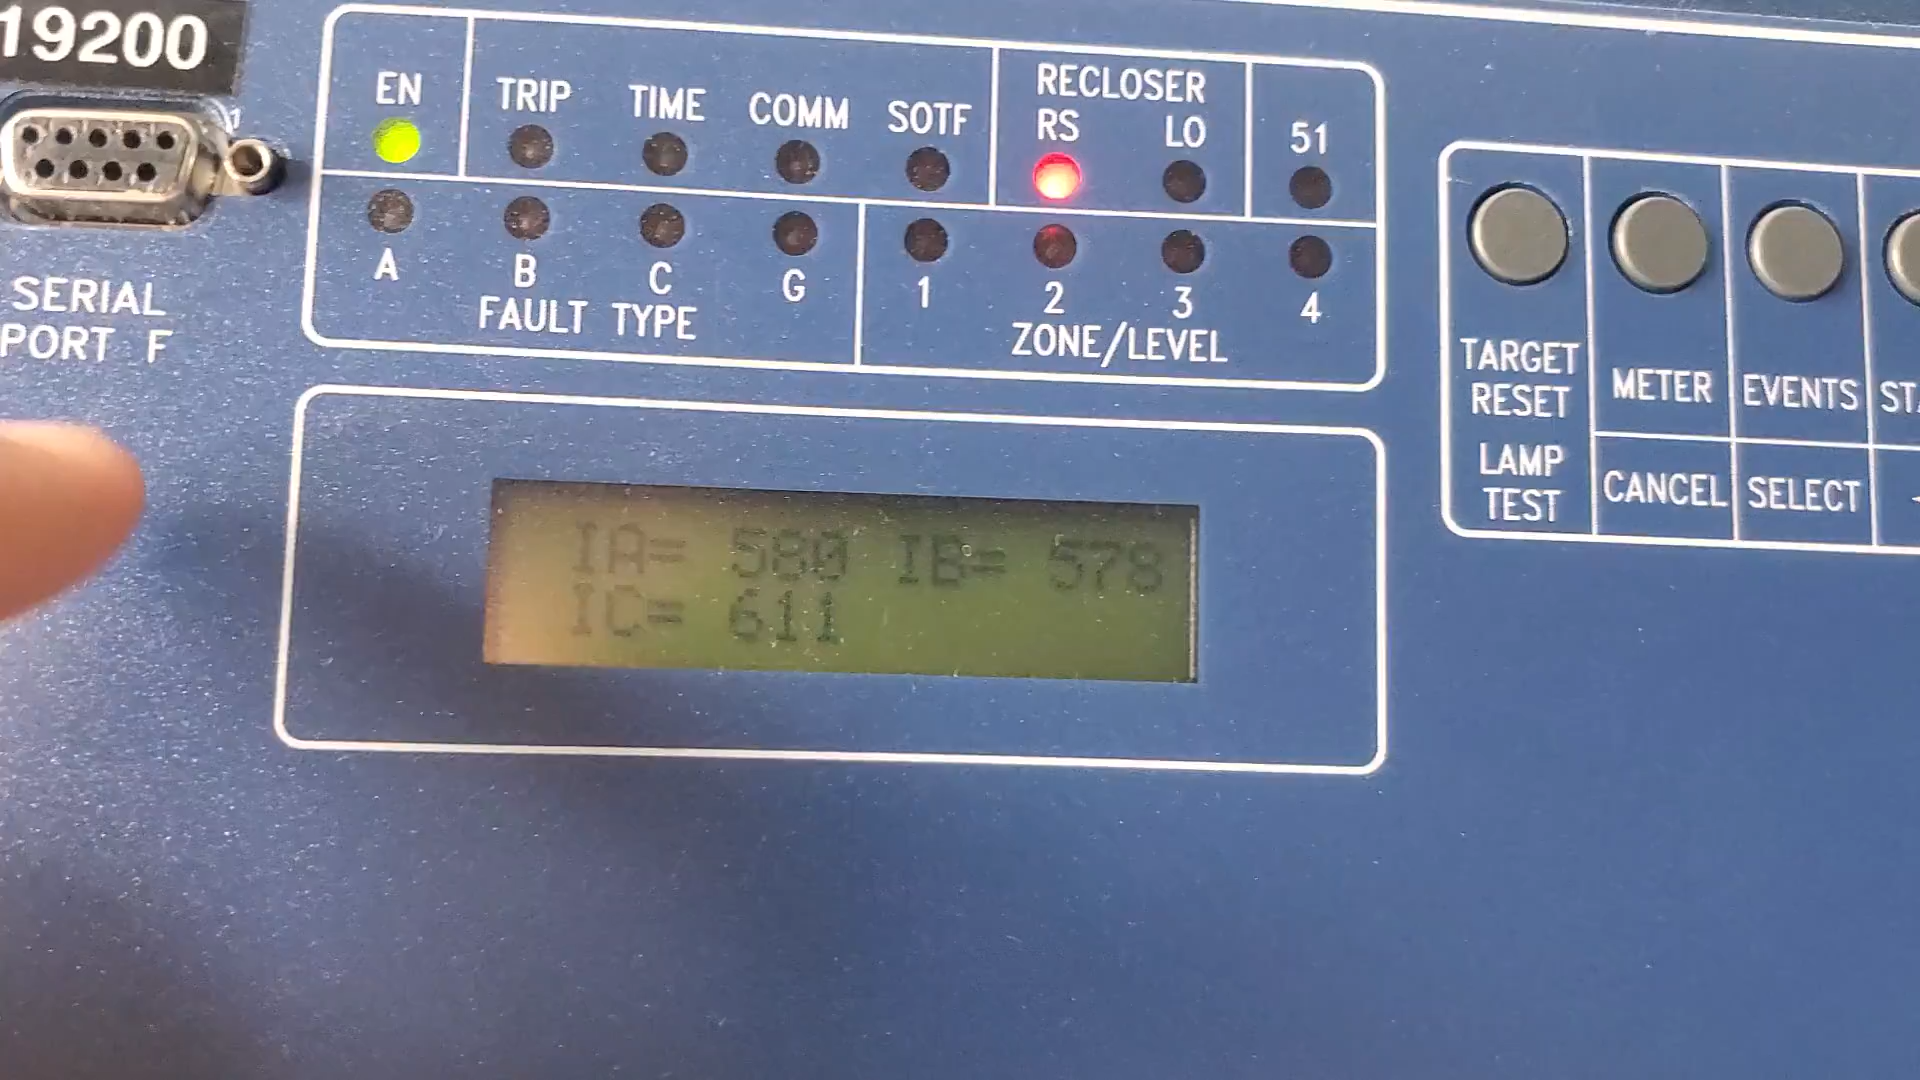 19200
EN
TRIP
TIME
COMM
SOTF
RECLOSER
RS
LO
51
A
B
C
G
FAULT TYPE
1
2
3
4
ZONE/LEVEL
SERIAL
PORT F
IA= 580 IB= 578
IC= 611
TARGET
RESET
LAMP
TEST
METER
EVENTS
CANCEL
SELECT